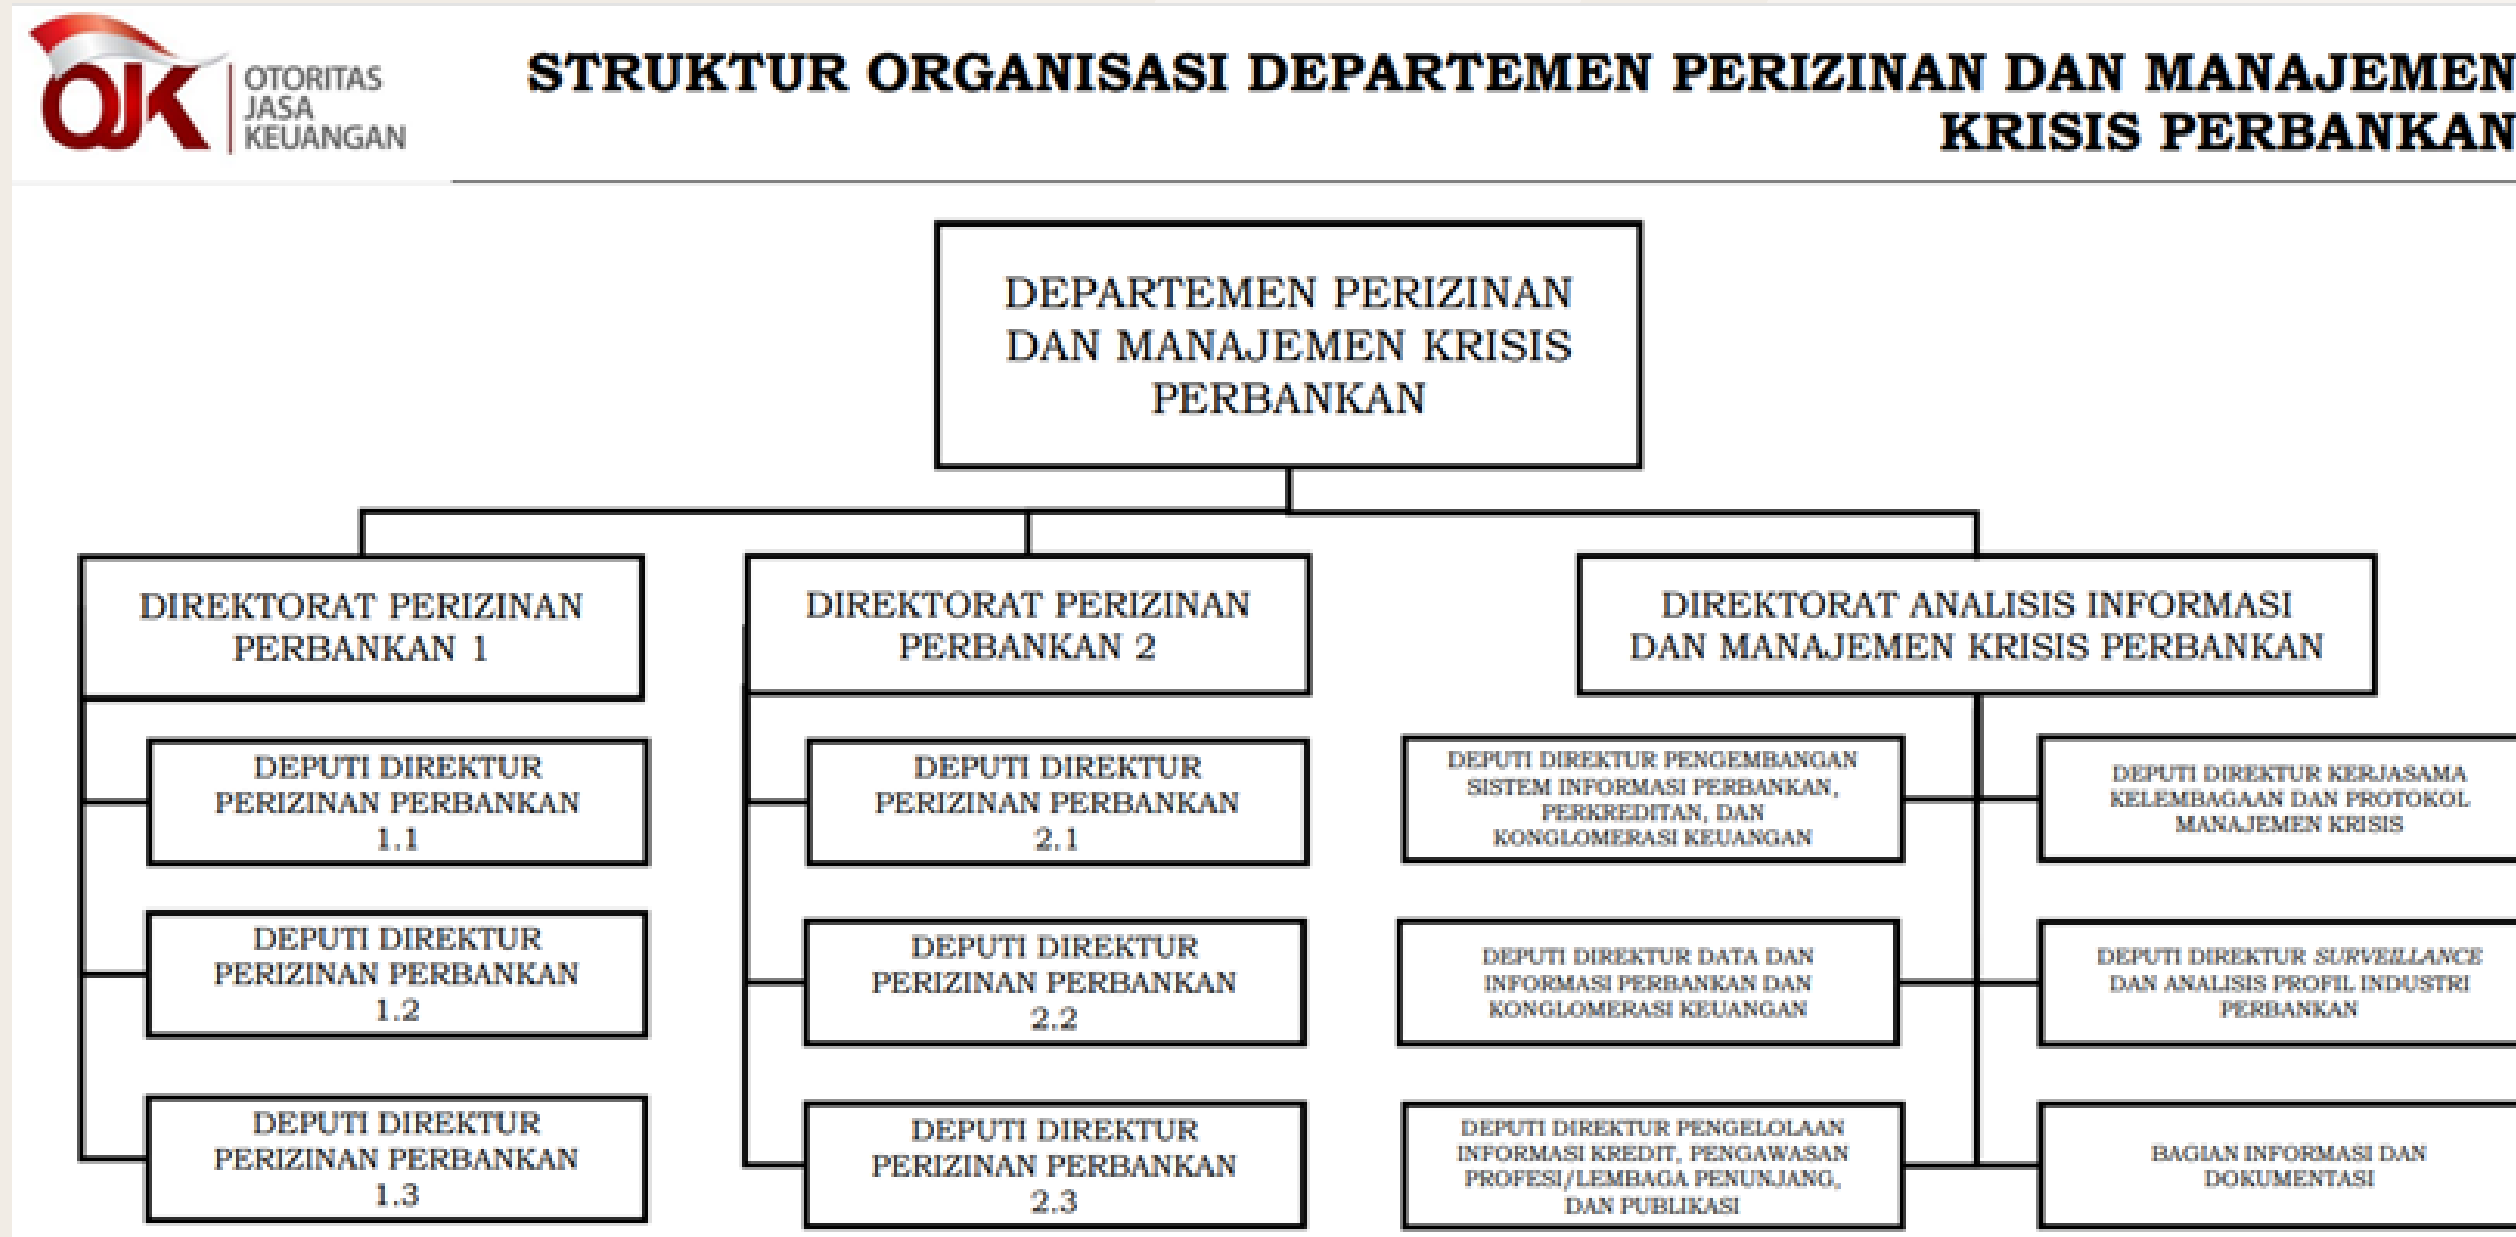 OJK
OTORITAS
JASA
KEUANGAN
STRUKTUR ORGANISASI DEPARTEMEN PERIZINAN DAN MANAJEMEN
KRISIS PERBANKAN
DEPARTEMEN PERIZINAN
DAN MANAJEMEN KRISIS
PERBANKAN
DIREKTORAT PERIZINAN
PERBANKAN 1
DEPUTI DIREKTUR
PERIZINAN PERBANKAN
1.1
DEPUTI DIREKTUR
PERIZINAN PERBANKAN
1.2
DEPUTI DIREKTUR
PERIZINAN PERBANKAN
1.3
DIREKTORAT PERIZINAN
PERBANKAN 2
DEPUTI DIREKTUR
PERIZINAN PERBANKAN
2.1
DEPUTI DIREKTUR
PERIZINAN PERBANKAN
2.2
DEPUTI DIREKTUR
PERIZINAN PERBANKAN
2.3
DIREKTORAT ANALISIS INFORMASI
DAN MANAJEMEN KRISIS PERBANKAN
DEPUTI DIREKTUR PENGEMBANGAN
SISTEM INFORMASI PERBANKAN,
PERKREDITAN, DAN
KONGLOMERASI KEUANGAN
DEPUTI DIREKTUR DATA DAN
INFORMASI PERBANKAN DAN
KONGLOMERASI KEUANGAN
DEPUTI DIREKTUR PENGELOLAAN
INFORMASI KREDIT, PENGAWASAN
PROFESI/LEMBAGA PENUNJANG,
DAN PUBLIKASI
DEPUTI DIREKTUR KERJASAMA
KELEMBAGAAN DAN PROTOKOL
MANAJEMEN KRISIS
DEPUTI DIREKTUR SURVEILLANCE
DAN ANALISIS PROFIL INDUSTRI
PERBANKAN
BAGIAN INFORMASI DAN
DOKUMENTASI